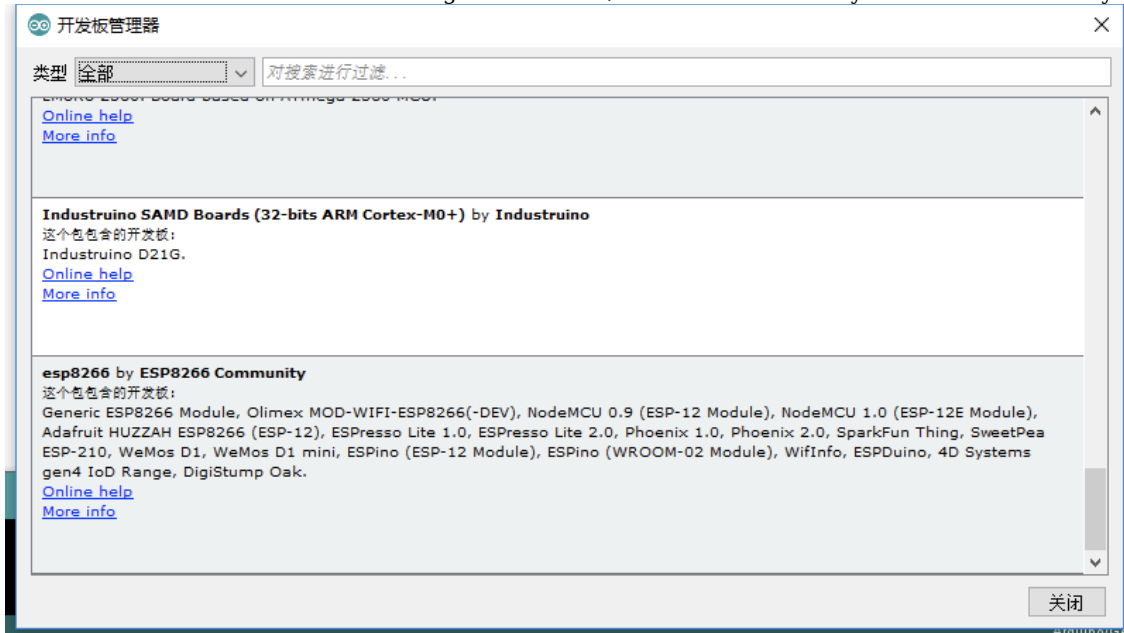 开发板管理器
类型 全部 对搜索进行过滤...
Online help
More info
Industruino SAMD Boards (32-bits ARM Cortex-M0+) by Industruino
这个包包含的开发板:
Industruino D21G.
Online help
More info
esp8266 by ESP8266 Community
这个包包含的开发板:
Generic ESP8266 Module, Olimex MOD-WIFI-ESP8266(-DEV), NodeMCU 0.9 (ESP-12 Module), NodeMCU 1.0 (ESP-12E Module),
Adafruit HUZZAH ESP8266 (ESP-12), ESPresso Lite 1.0, ESPresso Lite 2.0, Phoenix 1.0, Phoenix 2.0, SparkFun Thing, SweetPea
ESP-210, WeMos D1, WeMos D1 mini, ESPino (ESP-12 Module), ESPino (WROOM-02 Module), WifInfo, ESPDuino, 4D Systems
gen4 IoD Range, DigiStump Oak.
Online help
More info
关闭